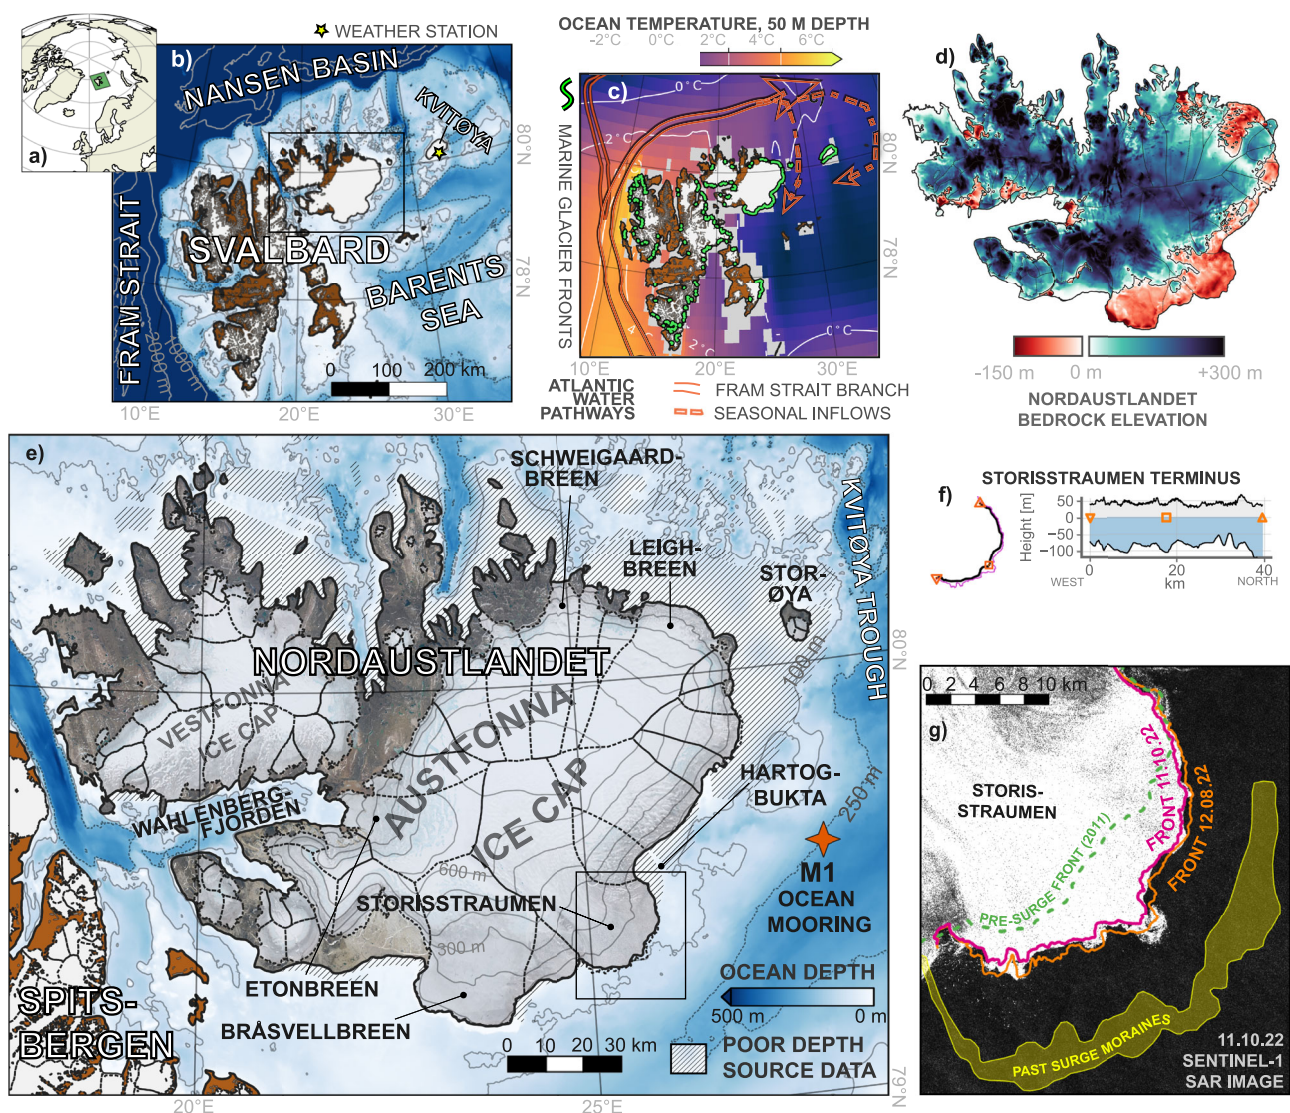 a)
WEATHER STATION
b)
NANSEN BASIN
KVITØYA
80°N
SVALBARD
FRAM STRAIT
BARENTS
SEA
78°N
1000 m
2000 m
0 100 200 km
10°E 20°E 30°E
OCEAN TEMPERATURE, 50 M DEPTH
-2°C 0°C 2°C 4°C 6°C
c)
MARINE GLACIER FRONTS
0°C
2°C
80°N
78°N
4
2°C
0°C
10°E 20°E 30°E
ATLANTIC
WATER
PATHWAYS
FRAM STRAIT BRANCH
SEASONAL INFLOWS
d)
-150 m 0 m 0 m +300 m
NORDAUSTLANDET
BEDROCK ELEVATION
e)
SCHWEIGAARD-
BREEN
LEIGH-
BREEN
STOR-
ØYA
KVITØYA TROUGH
100 m
80°N
NORDAUSTLANDET
VESTFONNA
ICE CAP
AUSTFONNA
ICE CAP
HARTOG-
BUKTA
250 m
WAHLENBERG-
FJORDEN
M1
OCEAN
MOORING
600 m
STORISSTRAUMEN
300 m
ETONBREEN
BRÅSVELLBREEN
OCEAN DEPTH
500 m 0 m
SPITS-
BERGEN
0 10 20 30 km
POOR DEPTH
SOURCE DATA
79°N
20°E 25°E
f)
STORISSTRAUMEN TERMINUS
Height [m]
50
0
−50
−100
0 20 40
WEST km NORTH
0 2 4 6 8 10 km
g)
STORIS-
STRAUMEN
FRONT 11.10.22
FRONT 12.08.22
PRE-SURGE FRONT (2011)
PAST SURGE MORAINES
11.10.22
SENTINEL-1
SAR IMAGE